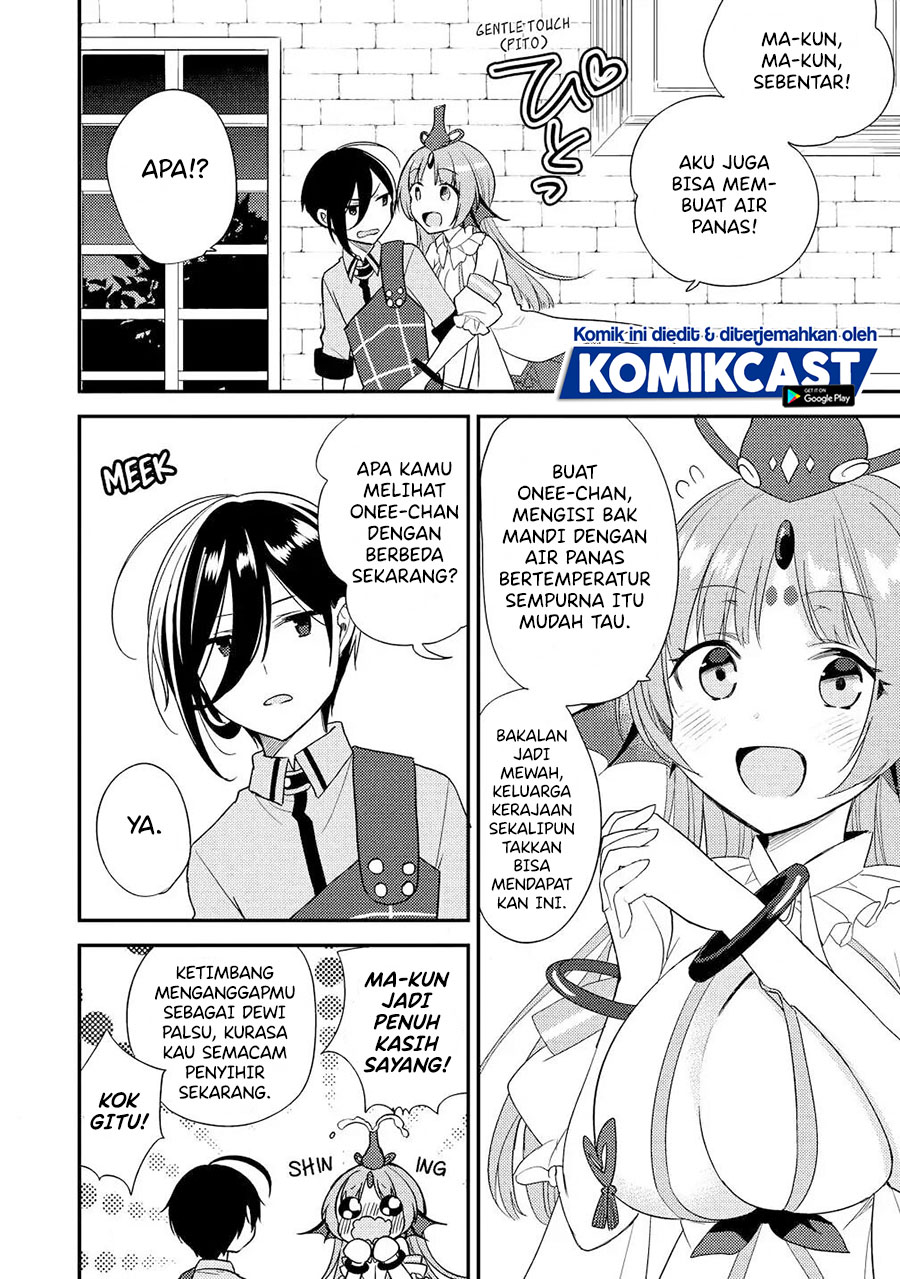 MA-KUN,
MA-KUN,
SEBENTAR!
AKU JUGA
BISA MEM-
BUAT AIR
PANAS!
GENTLE TOUCH
(PITO)
ぴとっ
APA!?
Komik ini diedit & diterjemahkan oleh
KOMIKCAST
GET IT ON
Google Play
BUAT
ONEE-CHAN,
MENGISI BAK
MANDI DENGAN
AIR PANAS
BERTEMPERATUR
SEMPURNA ITU
MUDAH TAU.
BAKALAN
JADI
MEWAH,
KELUARGA
KERAJAAN
SEKALIPUN
TAKKAN
BISA
MENDAPAT
KAN INI.
APA KAMU
MELIHAT
ONEE-CHAN
DENGAN
BERBEDA
SEKARANG?
MEEK
YA.
MA-KUN
JADI
PENUH
KASIH
SAYANG!
KETIMBANG
MENGANGGAPMU
SEBAGAI DEWI
PALSU, KURASA
KAU SEMACAM
PENYIHIR
SEKARANG.
KOK
GITU!
SHIN ING